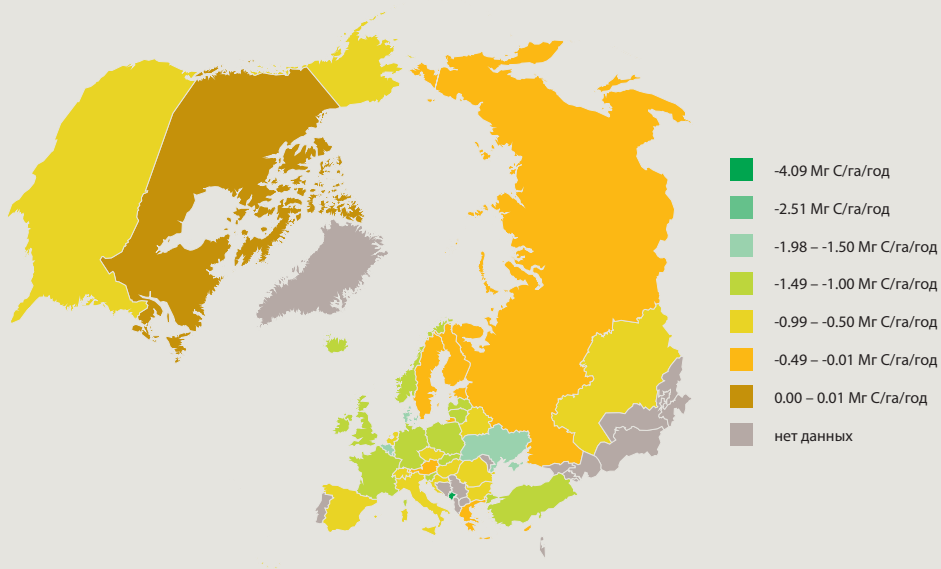 -4.09 Мг C/га/год
-2.51 Мг C/га/год
-1.98 – -1.50 Мг C/га/год
-1.49 – -1.00 Мг C/га/год
-0.99 – -0.50 Мг C/га/год
-0.49 – -0.01 Мг C/га/год
0.00 – 0.01 Мг C/га/год
нет данных